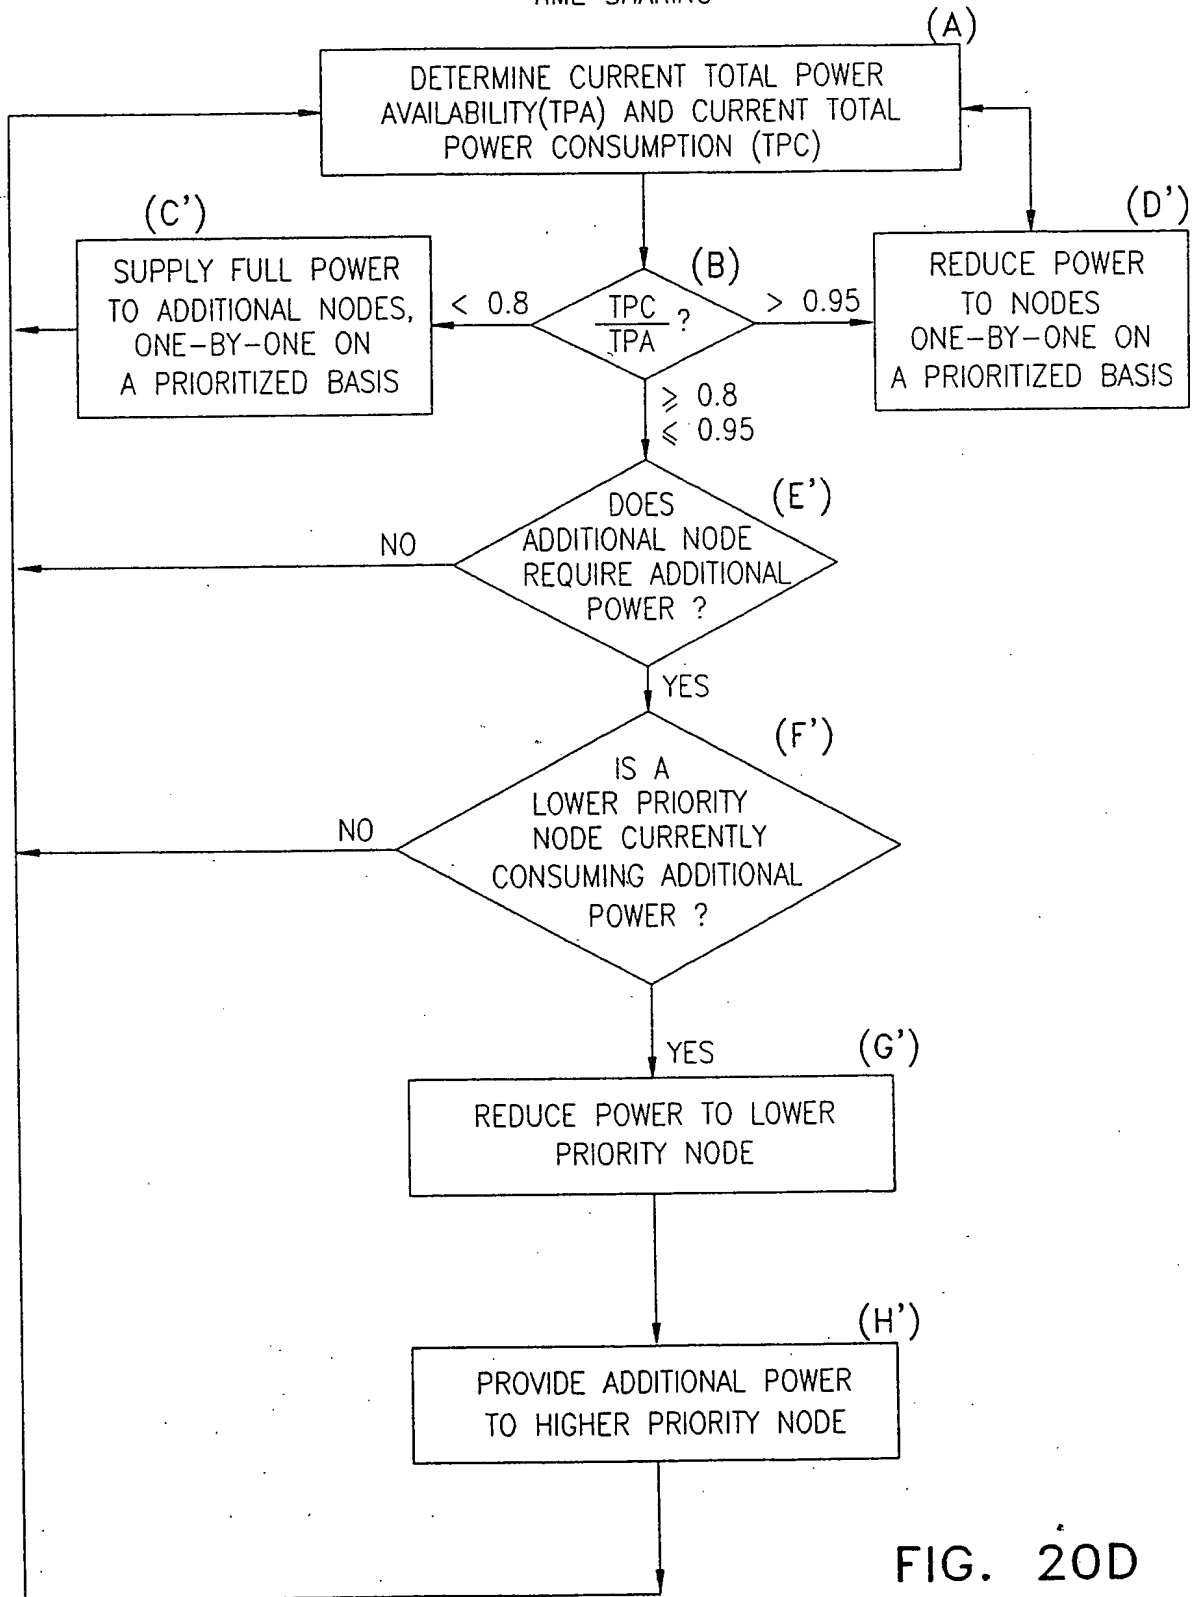 SHARING
(A)
DETERMINE CURRENT TOTAL POWER
AVAILABILITY(TPA) AND CURRENT TOTAL
POWER CONSUMPTION (TPC)
(C')
SUPPLY FULL POWER
TO ADDITIONAL NODES,
ONE-BY-ONE ON
A PRIORITIZED BASIS
< 0.8
(B)
TPC
TPA
?
> 0.95
(D')
REDUCE POWER
TO NODES
ONE-BY-ONE ON
A PRIORITIZED BASIS
⩾ 0.8
⩽ 0.95
(E')
DOES
ADDITIONAL NODE
REQUIRE ADDITIONAL
POWER ?
NO
YES
(F')
IS A
LOWER PRIORITY
NODE CURRENTLY
CONSUMING ADDITIONAL
POWER ?
NO
YES
(G')
REDUCE POWER TO LOWER
PRIORITY NODE
(H')
PROVIDE ADDITIONAL POWER
TO HIGHER PRIORITY NODE
FIG. 20D